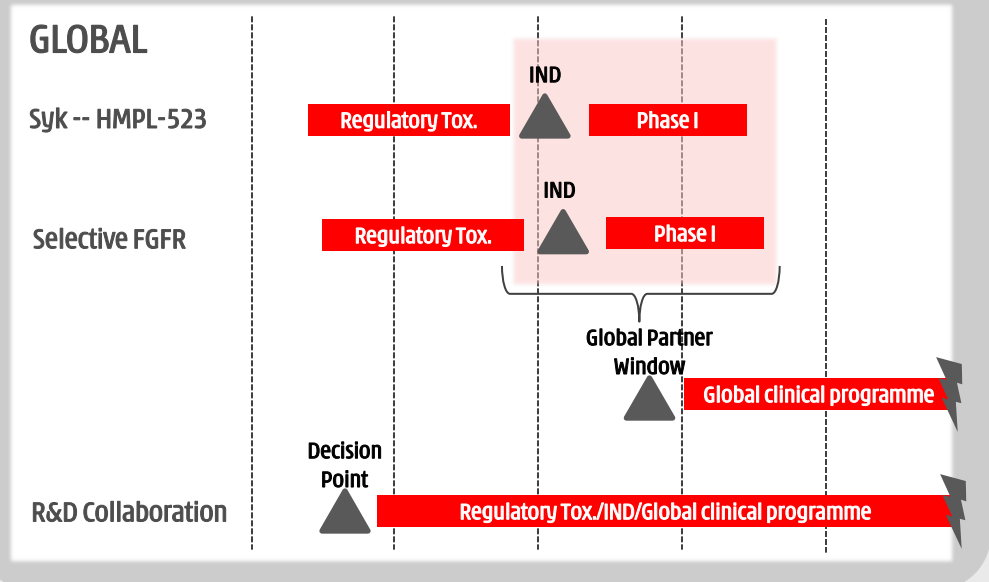 GLOBAL
IND
Syk -- HMPL-523
Regulatory Tox.
Phase I
IND
Selective FGFR
Regulatory Tox.
Phase I
Global Partner
Window
Global clinical programme
Decision
Point
R&D Collaboration
Regulatory Tox./IND/Global clinical programme